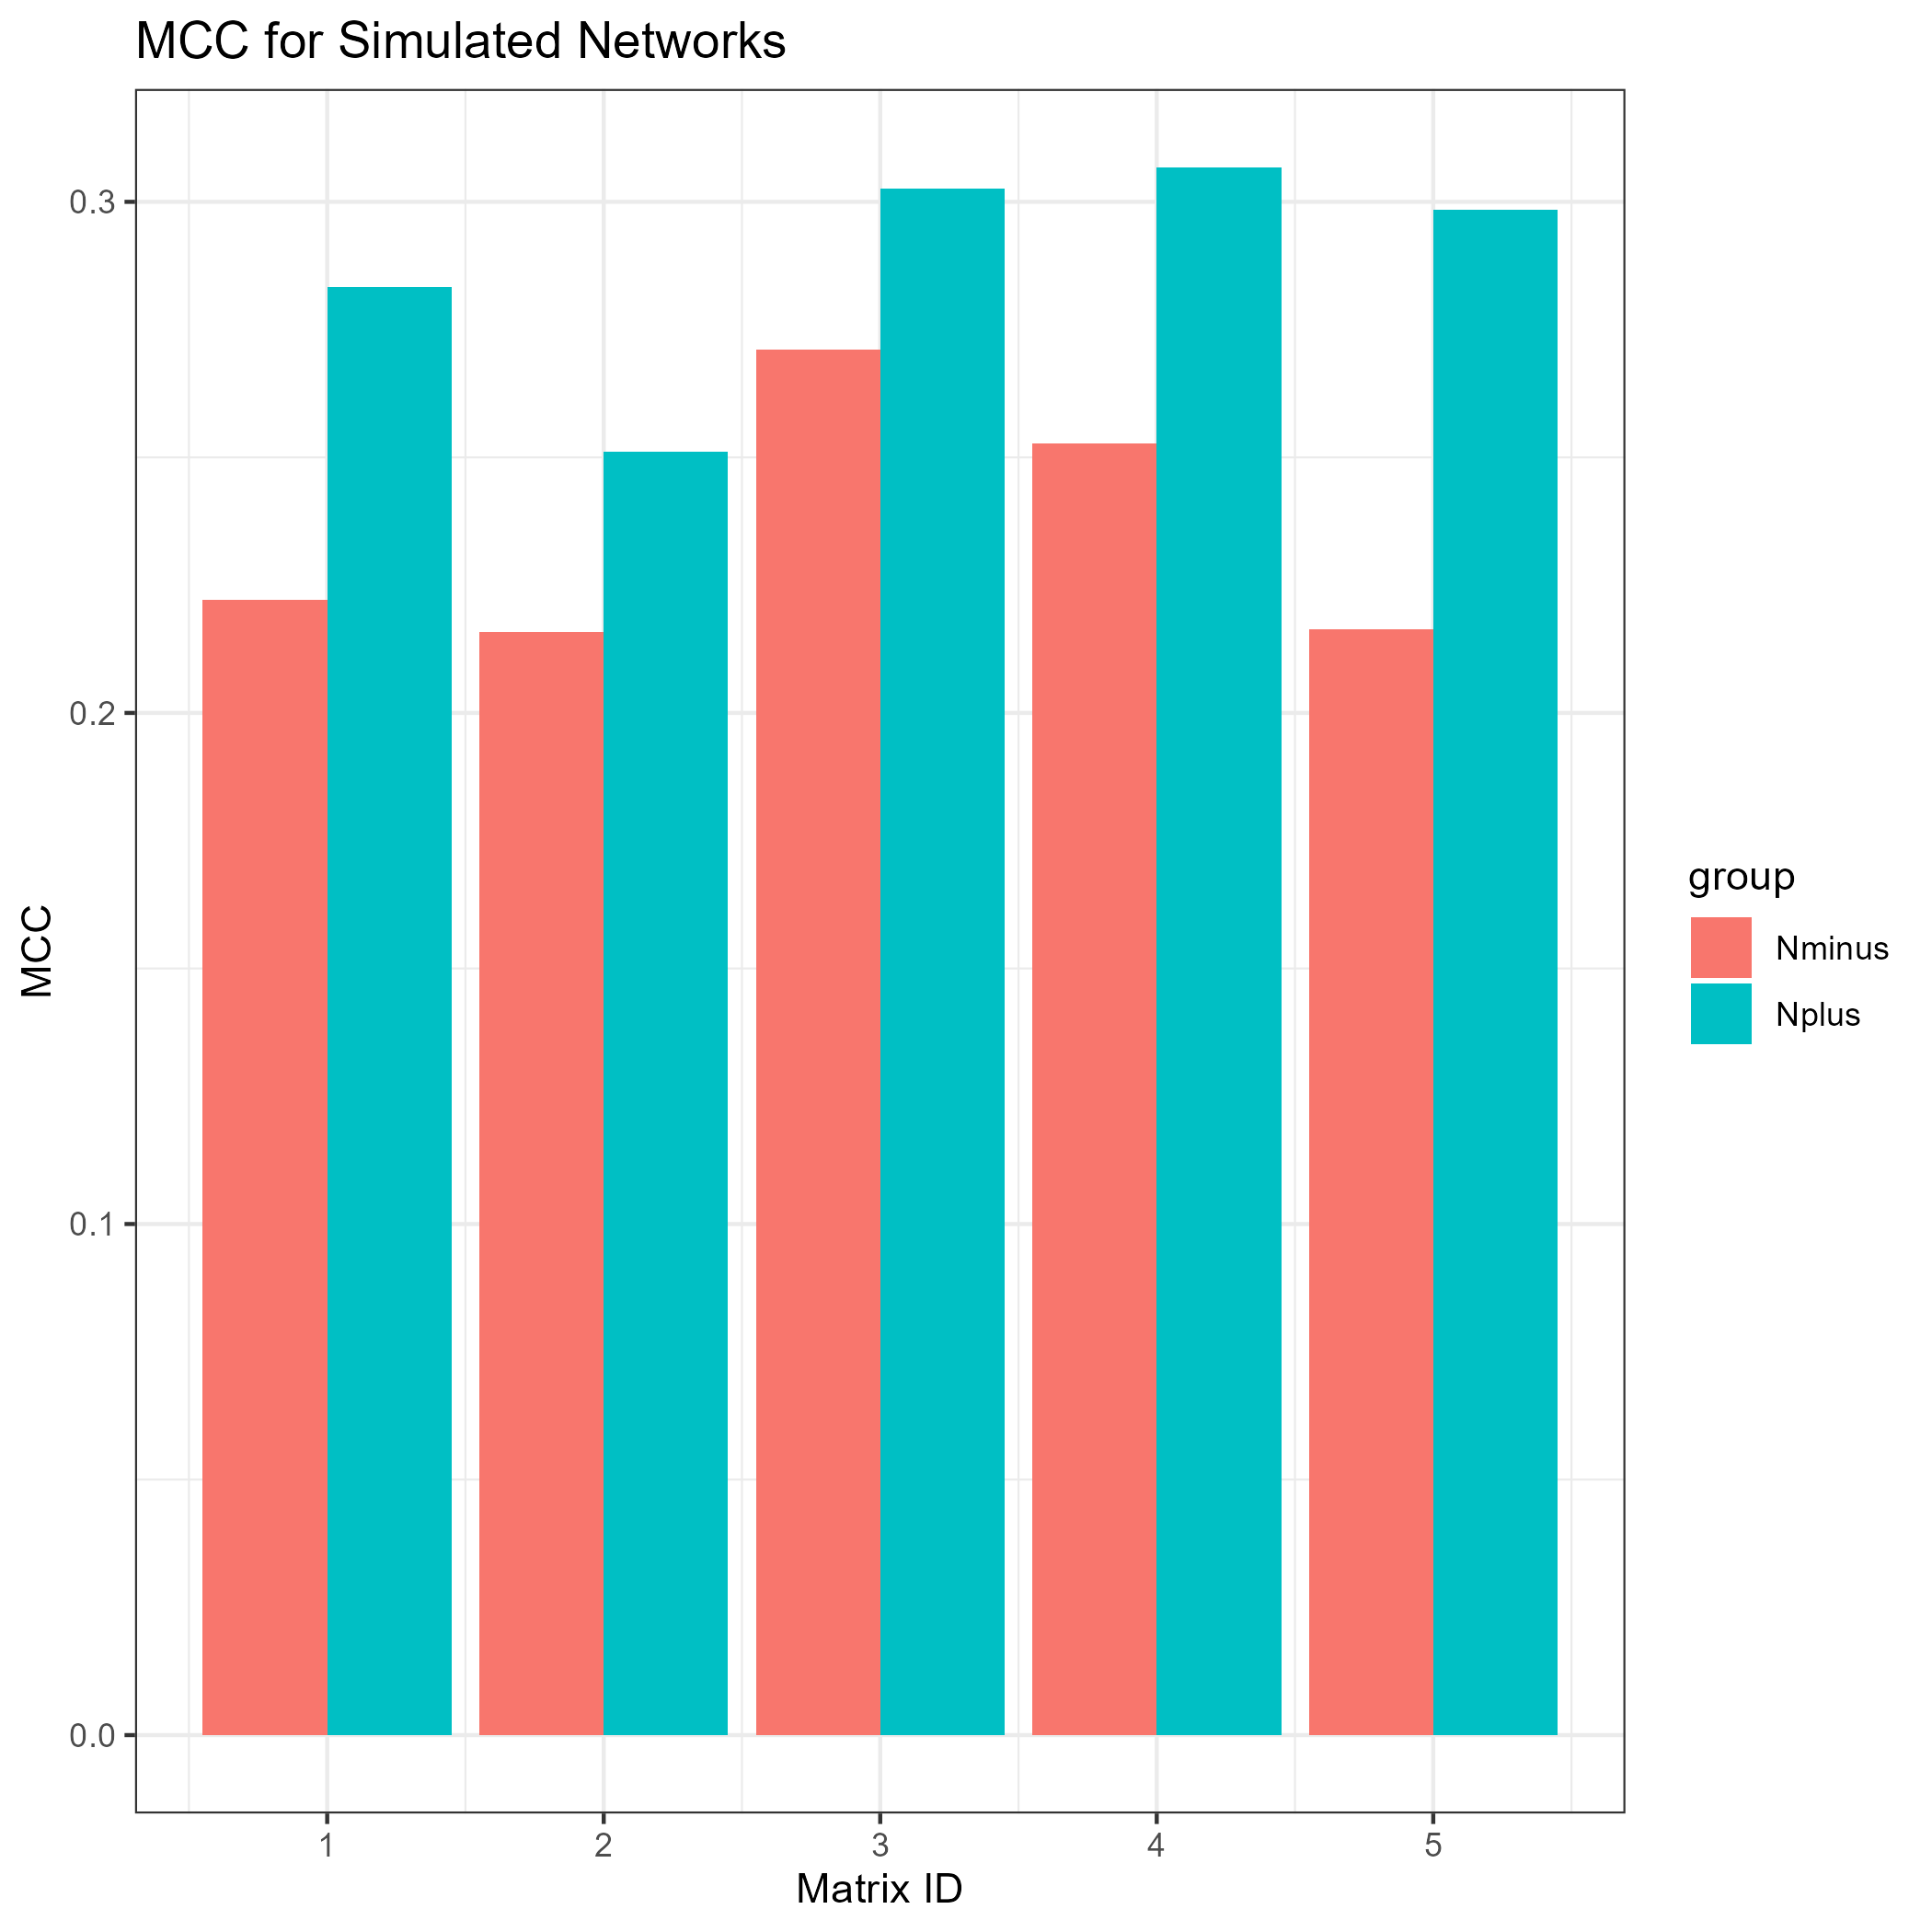 MCC for Simulated Networks
MCC
0.3
0.2
0.1
0.0
1 2 3 4 5
Matrix ID
group
Nminus
Nplus